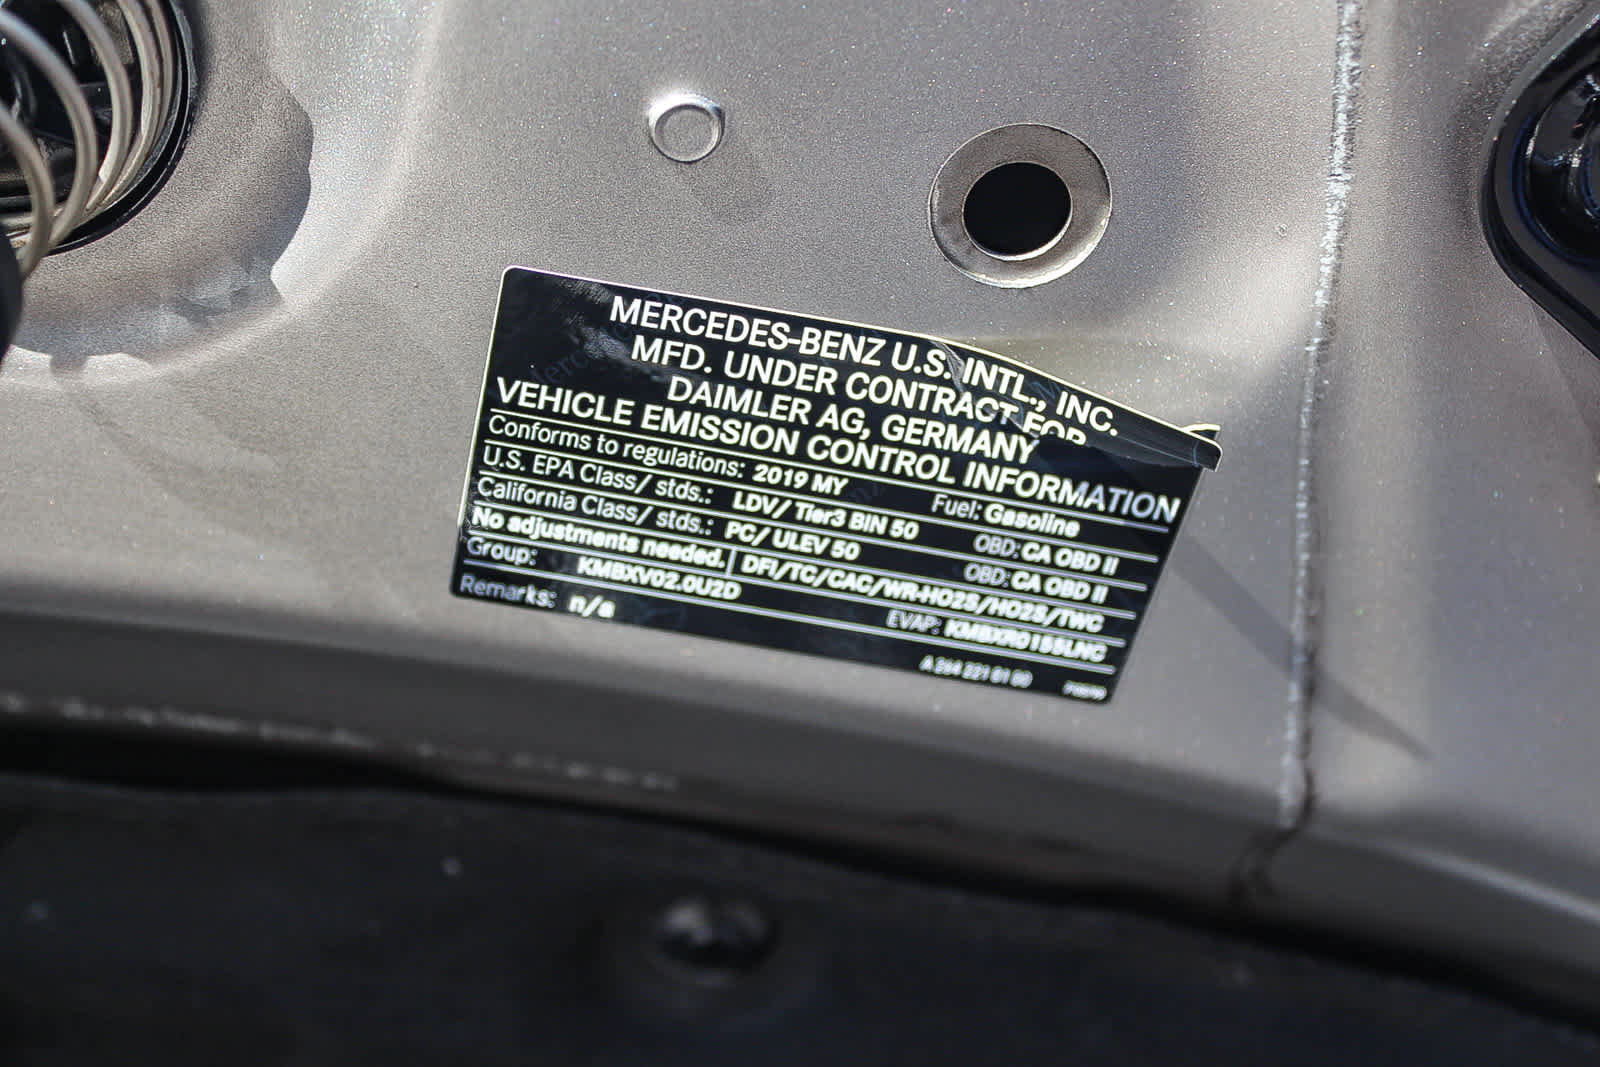 MERCEDES-BENZ U.S. INTL., INC.
MFD. UNDER CONTRACT FOR
DAIMLER AG, GERMANY
VEHICLE EMISSION CONTROL INFORMATION
Conforms to regulations: 2019 MY Fuel: Gasoline
U.S. EPA Class/ stds.: LDV/ Tier3 BIN 50 OBD: CA OBD II
California Class/ stds.: PC/ ULEV 50 OBD: CA OBD II
No adjustments needed. DFI/TC/CAC/WR-HO2S/HO2S/TWC
Group: KMBXV02.0U2D EVAP: KMBXR0155LNC
Remarks: n/a